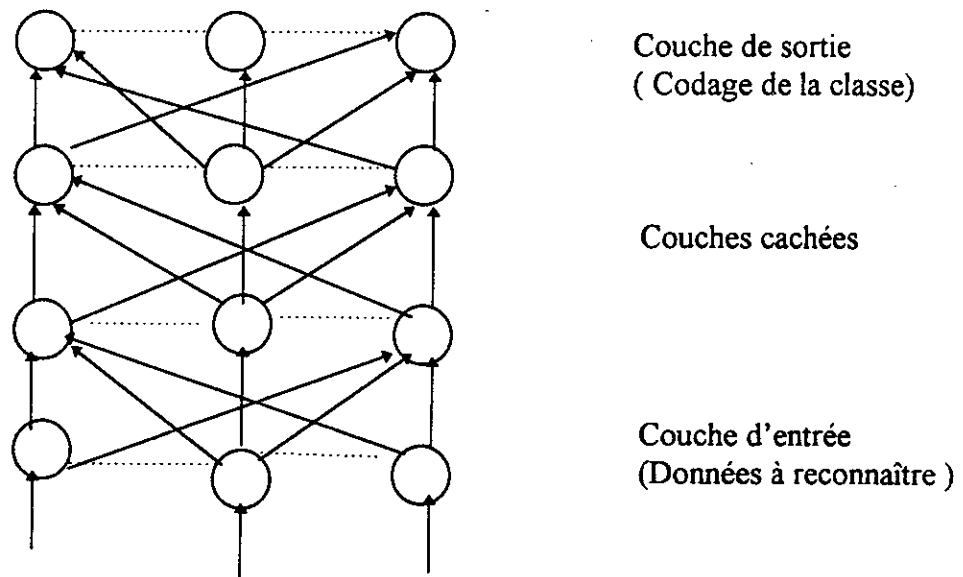 Couche de sortie
( Codage de la classe)
Couches cachées
Couche d'entrée
(Données à reconnaître )